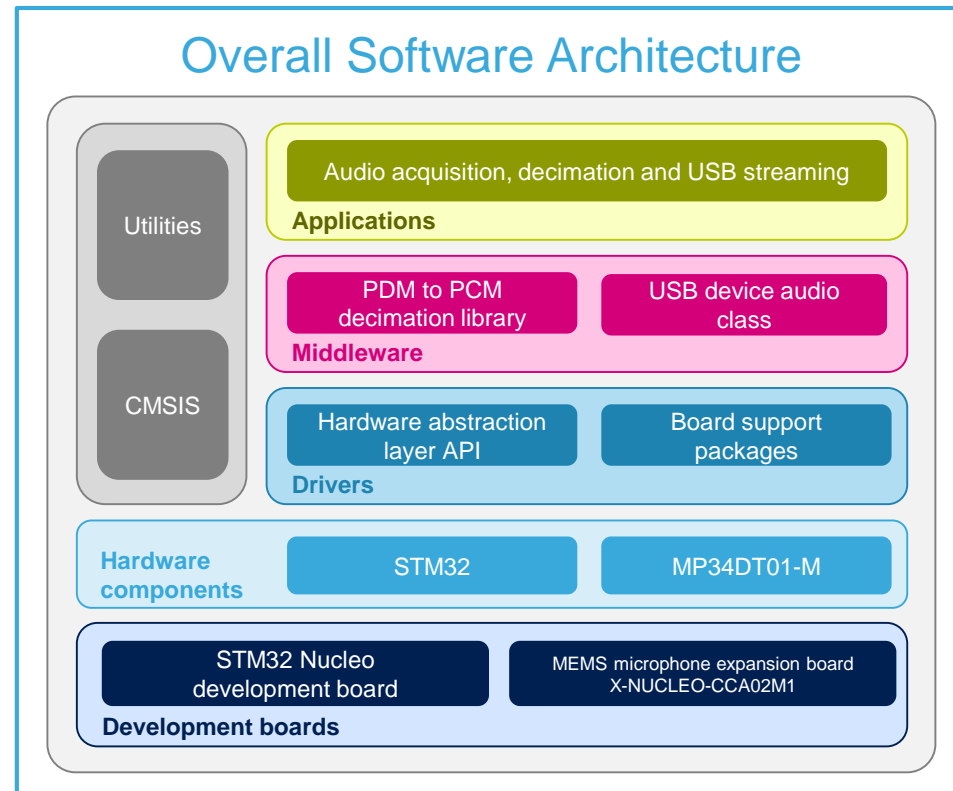 Overall Software Architecture
Utilities
CMSIS
Audio acquisition, decimation and USB streaming
Applications
PDM to PCM
decimation library
USB device audio
class
Middleware
Hardware abstraction
layer API
Board support
packages
Drivers
Hardware
components
STM32
MP34DT01-M
STM32 Nucleo
development board
MEMS microphone expansion board
X-NUCLEO-CCA02M1
Development boards